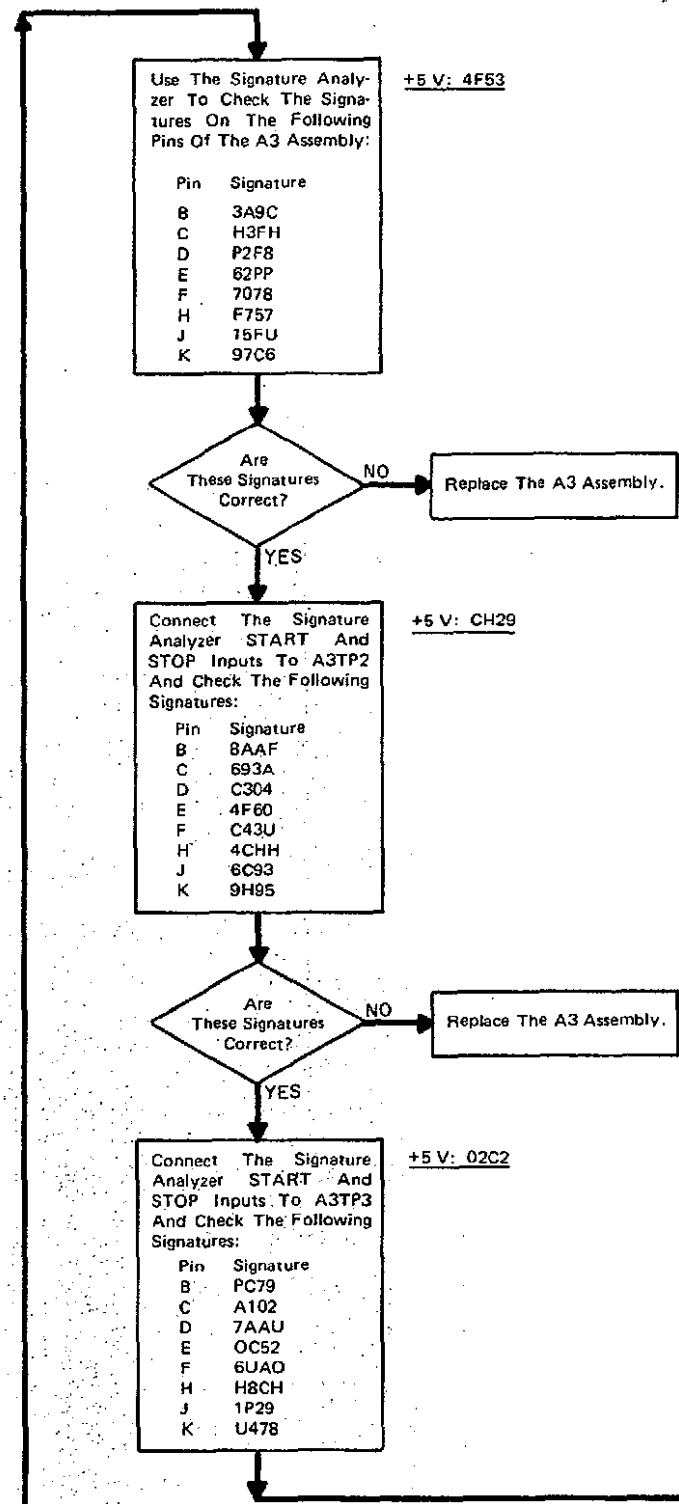 Use The Signature Analy-
zer To Check The Signa-
tures On The Following
Pins Of The A3 Assembly:
+5 V: 4F53
Pin Signature
B 3A9C
C H3FH
D P2F8
E 62PP
F 7078
H F757
J 15FU
K 97C6
Are
These Signatures
Correct?
NO
Replace The A3 Assembly.
YES
Connect The Signature
Analyzer START And
STOP Inputs To A3TP2
And Check The Following
Signatures:
+5 V: CH29
Pin Signature
B 8AAF
C 693A
D C304
E 4F60
F C43U
H 4CHH
J 6C93
K 9H95
Are
These Signatures
Correct?
NO
Replace The A3 Assembly.
YES
Connect The Signature
Analyzer START And
STOP Inputs To A3TP3
And Check The Following
Signatures:
+5 V: 02C2
Pin Signature
B PC79
C A102
D 7AAU
E 0C52
F 6UA0
H H8CH
J 1P29
K U478